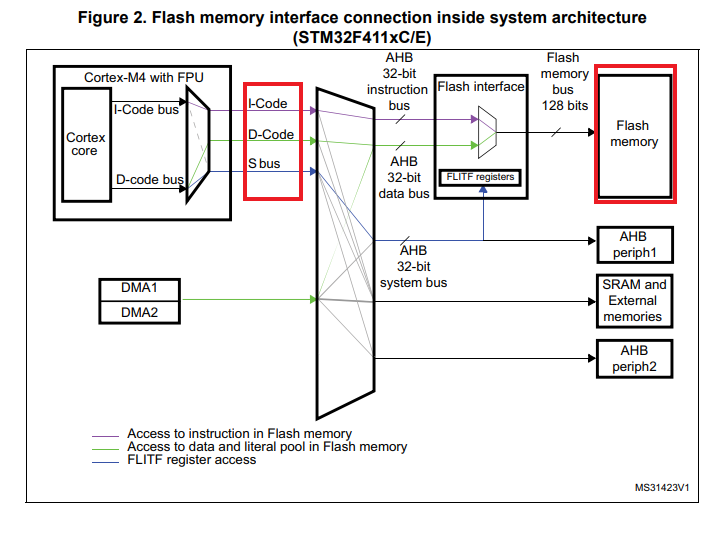 Figure 2. Flash memory interface connection inside system architecture
(STM32F411xC/E)
Cortex-M4 with FPU
I-Code bus
Cortex
core
D-code bus
I-Code
D-Code
S bus
DMA1
DMA2
AHB
32-bit
instruction
bus
AHB
32-bit
data bus
AHB
32-bit
system bus
Flash interface
FLITF registers
Flash
memory
bus
128 bits
Flash
memory
AHB
periph1
SRAM and
External
memories
AHB
periph2
Access to instruction in Flash memory
Access to data and literal pool in Flash memory
FLITF register access
MS31423V1